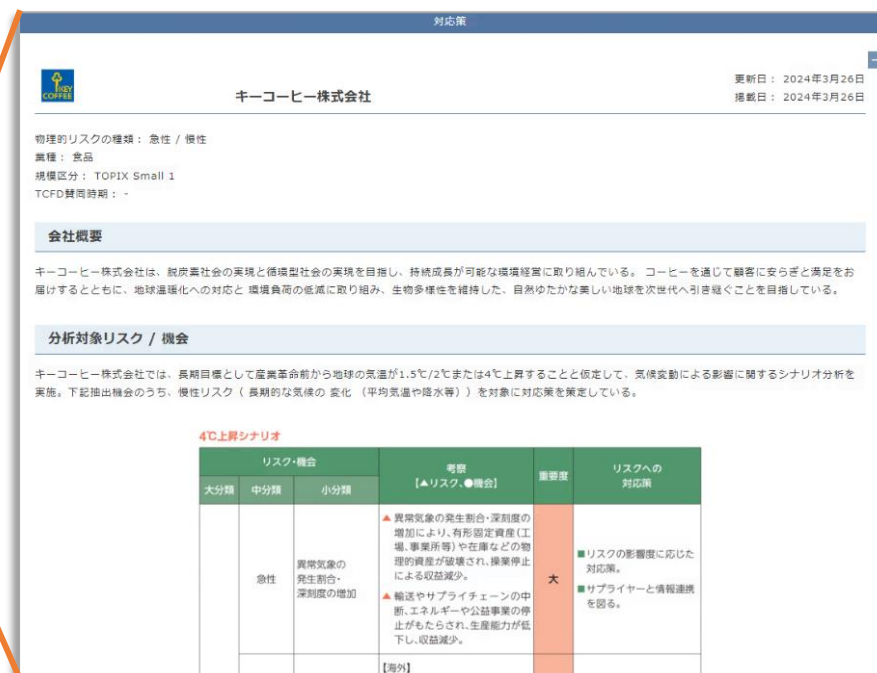 対応策
KEY
COFFEE
キーコーヒー株式会社
更新日： 2024年3月26日
掲載日： 2024年3月26日
物理的リスクの種類： 急性 / 慢性
業種： 食品
規模区分： TOPIX Small 1
TCFD賛同時期： -
会社概要
キーコーヒー株式会社は、脱炭素社会の実現と循環型社会の実現を目指し、持続成長が可能な環境経営に取り組んでいる。 コーヒーを通じて顧客に安らぎと満足をお
届けするとともに、地球温暖化への対応と 環境負荷の低減に取り組み、生物多様性を維持した、自然ゆたかな美しい地球を次世代へ引き継ぐことを目指している。
分析対象リスク / 機会
キーコーヒー株式会社では、長期目標として産業革命前から地球の気温が1.5℃/2℃または4℃上昇することと仮定して、気候変動による影響に関するシナリオ分析を
実施。下記抽出機会のうち、慢性リスク（ 長期的な気候の 変化 （平均気温や降水等））を対象に対応策を策定している。
4℃上昇シナリオ
リスク・機会
考察
【▲リスク、●機会】
重要度
リスクへの
対応策
大分類 中分類 小分類
急性
異常気象の
発生割合・
深刻度の増加
▲ 異常気象の発生割合・深刻度の
増加により、有形固定資産(工
場、事業所等)や在庫などの物
理的資産が破壊され、操業停止
による収益減少。
▲ 輸送やサプライチェーンの中
断、エネルギーや公益事業の停
止がもたらされ、生産能力が低
下し、収益減少。
大
■リスクの影響度に応じた
対応策。
■サプライヤーと情報連携
を図る。
【海外】